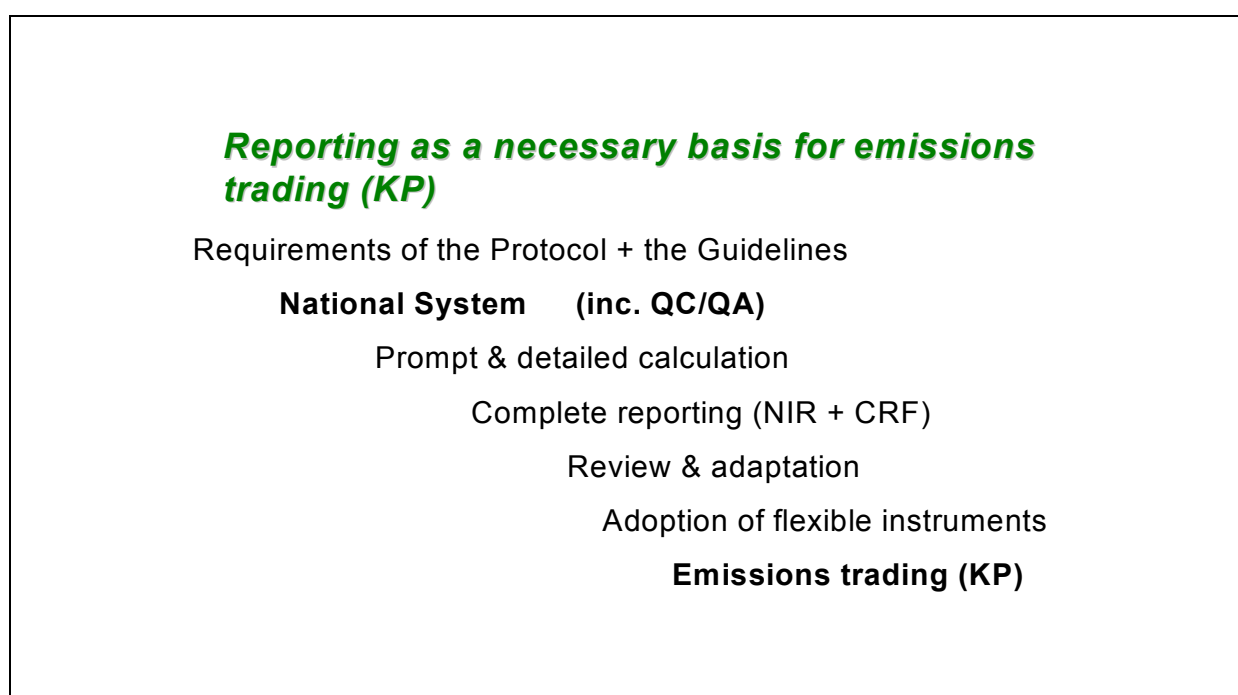 Reporting as a necessary basis for emissions
trading (KP)
Requirements of the Protocol + the Guidelines
National System (inc. QC/QA)
Prompt & detailed calculation
Complete reporting (NIR + CRF)
Review & adaptation
Adoption of flexible instruments
Emissions trading (KP)